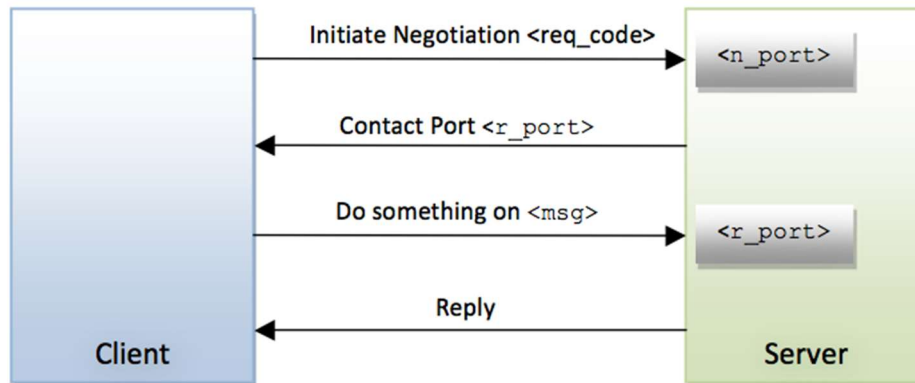 Initiate Negotiation <req_code>
<n_port>
Contact Port <r_port>
Do something on <msg>
<r_port>
Reply
Client
Server